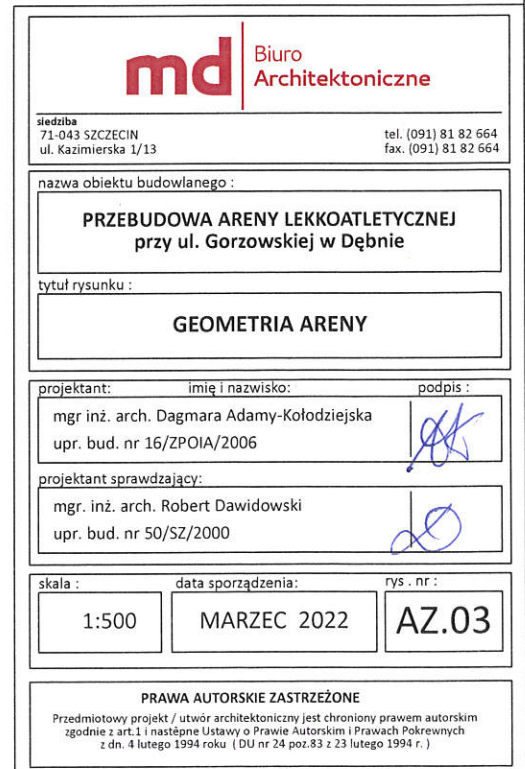 md Biuro
Architektoniczne
siedziba
71-043 SZCZECIN tel. (091) 81 82 664
ul. Kazimierska 1/13 fax. (091) 81 82 664
nazwa obiektu budowlanego :
PRZEBUDOWA ARENY LEKKOATLETYCZNEJ
przy ul. Gorzowskiej w Dębnie
tytuł rysunku :
GEOMETRIA ARENY
projektant: imię i nazwisko: podpis :
mgr inż. arch. Dagmara Adamy-Kołodziejska
upr. bud. nr 16/ZPOIA/2006
projektant sprawdzający:
mgr. inż. arch. Robert Dawidowski
upr. bud. nr 50/SZ/2000
skala : data sporządzenia: rys . nr :
1:500 MARZEC 2022 AZ.03
PRAWA AUTORSKIE ZASTRZEŻONE
Przedmiotowy projekt / utwór architektoniczny jest chroniony prawem autorskim
zgodnie z art.1 i nastêpne Ustawy o Prawie Autorskim i Prawach Pokrewnych
z dn. 4 lutego 1994 roku ( DU nr 24 poz.83 z 23 lutego 1994 r. )